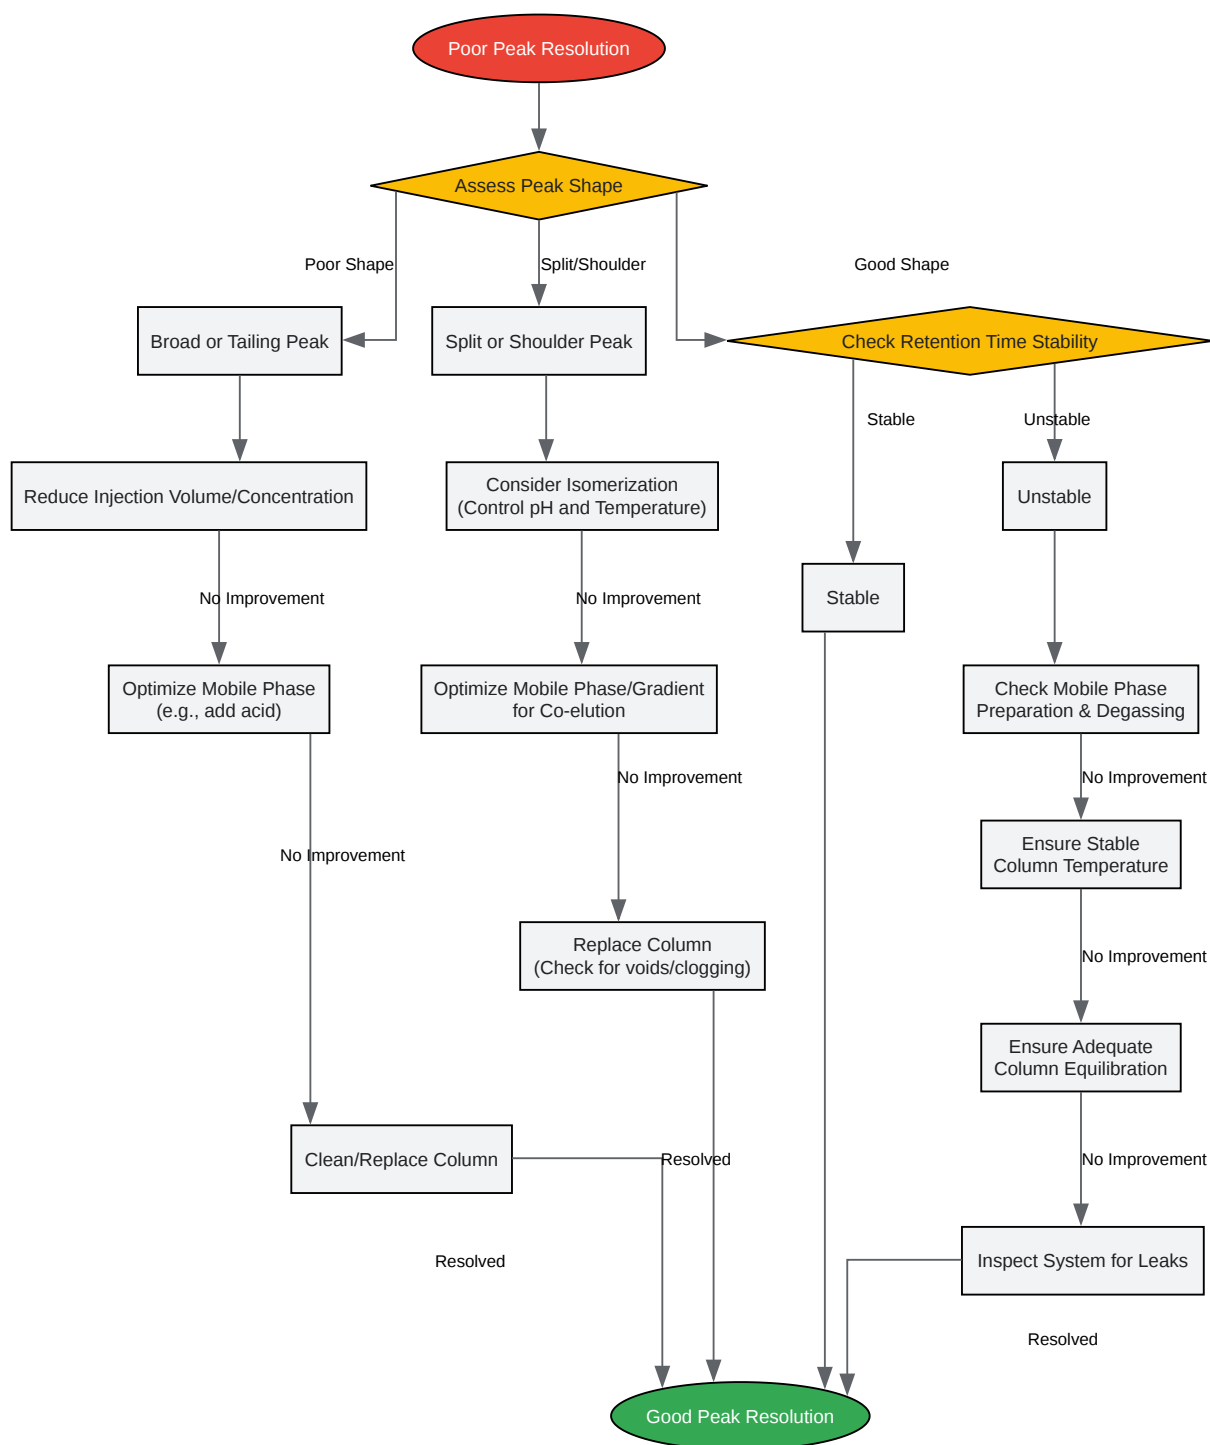 Poor Peak Resolution
Assess Peak Shape
Poor Shape
Split/Shoulder
Good Shape
Broad or Tailing Peak
Split or Shoulder Peak
Check Retention Time Stability
Stable
Unstable
Reduce Injection Volume/Concentration
Consider Isomerization
(Control pH and Temperature)
Unstable
No Improvement
No Improvement
Stable
Optimize Mobile Phase
(e.g., add acid)
Optimize Mobile Phase/Gradient
for Co-elution
Check Mobile Phase
Preparation & Degassing
No Improvement
No Improvement
No Improvement
Ensure Stable
Column Temperature
Replace Column
(Check for voids/clogging)
No Improvement
Ensure Adequate
Column Equilibration
Clean/Replace Column
Resolved
No Improvement
Resolved
Inspect System for Leaks
Resolved
Good Peak Resolution